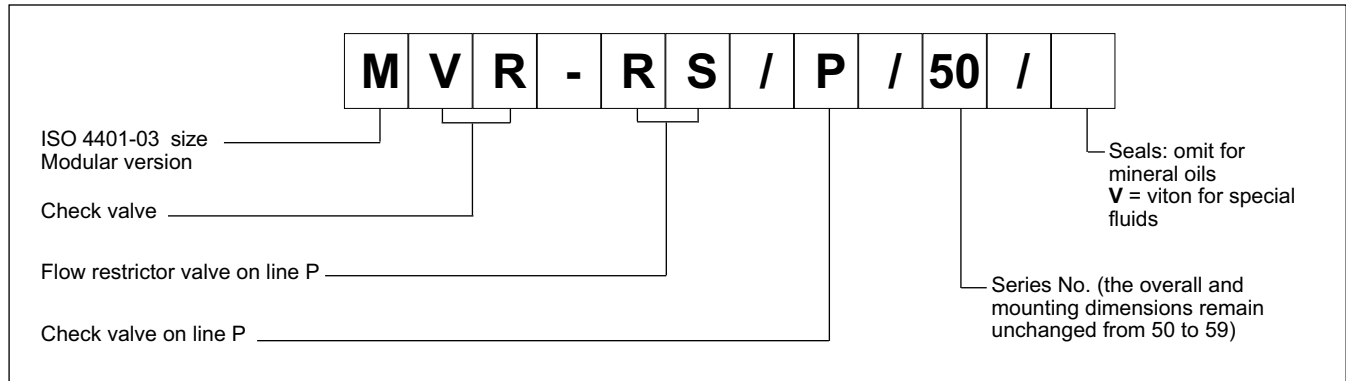 M V R - R S / P / 50 /
ISO 4401-03 size
Modular version
Check valve
Flow restrictor valve on line P
Check valve on line P
Seals: omit for
mineral oils
V = viton for special
fluids
Series No. (the overall and
mounting dimensions remain
unchanged from 50 to 59)